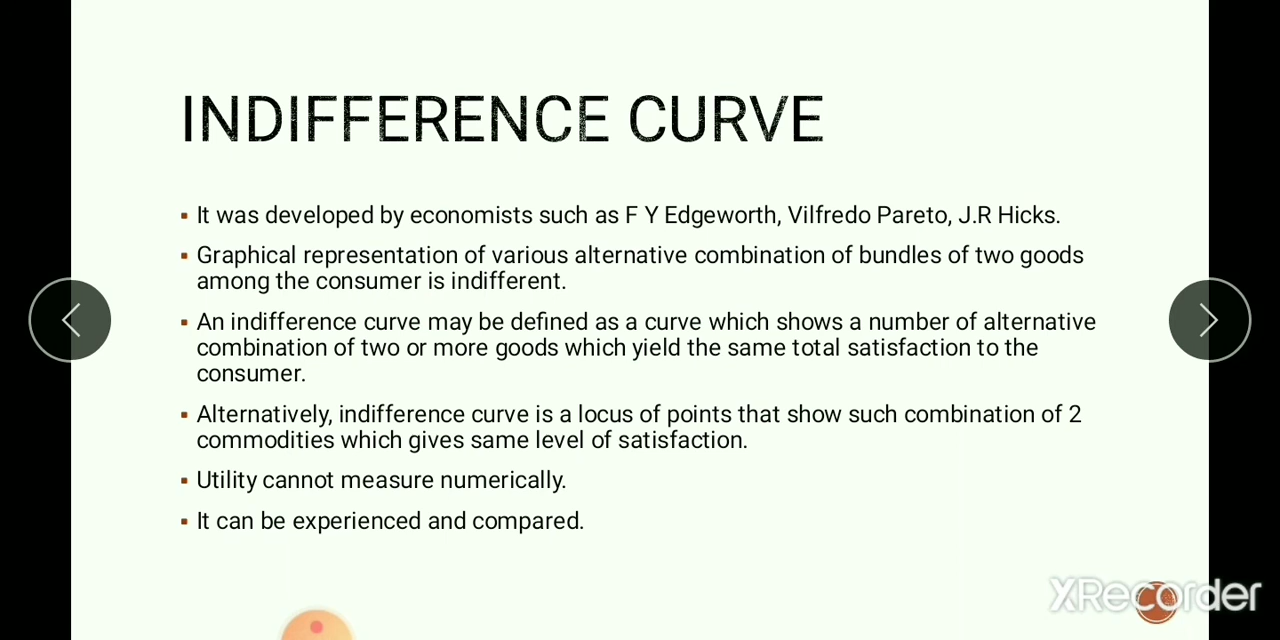 INDIFFERENCE CURVE
▪ It was developed by economists such as F Y Edgeworth, Vilfredo Pareto, J.R Hicks.
▪ Graphical representation of various alternative combination of bundles of two goods
among the consumer is indifferent.
▪ An indifference curve may be defined as a curve which shows a number of alternative
combination of two or more goods which yield the same total satisfaction to the
consumer.
▪ Alternatively, indifference curve is a locus of points that show such combination of 2
commodities which gives same level of satisfaction.
▪ Utility cannot measure numerically.
▪ It can be experienced and compared.
XRecorder